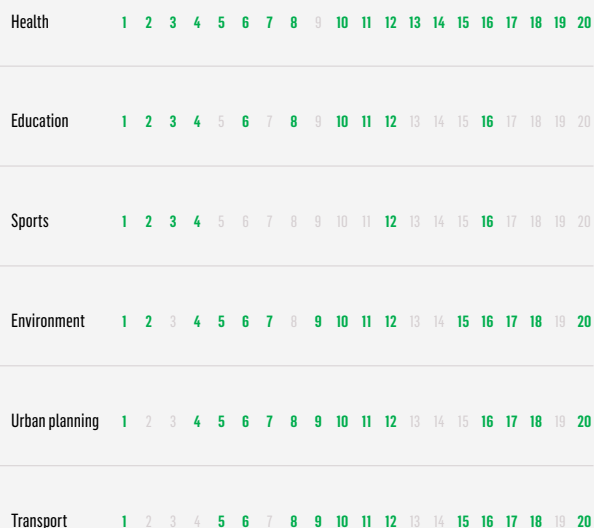 Health 1 2 3 4 5 6 7 8 9 10 11 12 13 14 15 16 17 18 19 20
Education 1 2 3 4 5 6 7 8 9 10 11 12 13 14 15 16 17 18 19 20
Sports 1 2 3 4 5 6 7 8 9 10 11 12 13 14 15 16 17 18 19 20
Environment 1 2 3 4 5 6 7 8 9 10 11 12 13 14 15 16 17 18 19 20
Urban planning 1 2 3 4 5 6 7 8 9 10 11 12 13 14 15 16 17 18 19 20
Transport 1 2 3 4 5 6 7 8 9 10 11 12 13 14 15 16 17 18 19 20